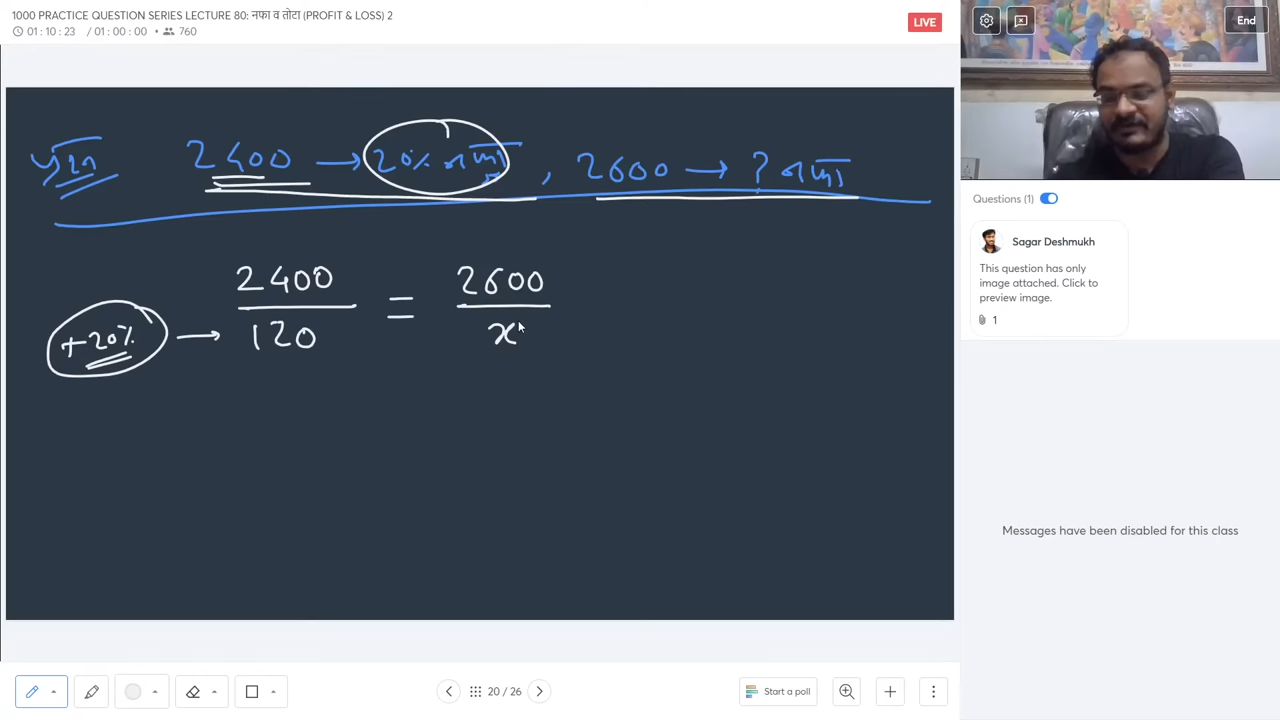 1000 PRACTICE QUESTION SERIES LECTURE 80: नफा व तोटा (PROFIT & LOSS) 2
01:10:23 / 01:00:00 • 760
LIVE
End
2400 → 20% नफा, 2600 → ? नफा
2400 = 2600
+20% → 120 x
Questions (1)
Sagar Deshmukh
This question has only
image attached. Click to
preview image.
1
Messages have been disabled for this class
20 / 26
Start a poll